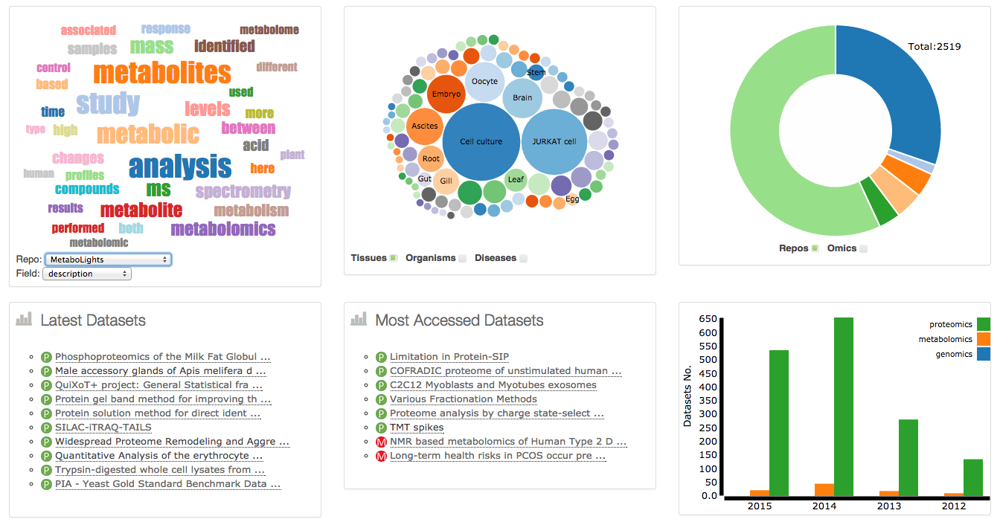 associated response metabolome
samples mass identified
control metabolites different
based used
time study levels more
type high metabolic between
acid
changes analysis plant
human profiles here
compounds ms spectrometry
results metabolite metabolism
performed both metabolomics
metabolomic
Repo: MetaboLights
Field: description
Stem
Oocyte
Embryo Brain
Ascites
Cell culture JURKAT cell
Root
Gut Gill Leaf
Egg
Tissues Organisms Diseases
Total:2519
Repos Omics
Latest Datasets
P Phosphoproteomics of the Milk Fat Globul ...
P Male accessory glands of Apis melifera d ...
P QuiXoT+ project: General Statistical fra ...
P Protein gel band method for improving th ...
P Protein solution method for direct ident ...
P SILAC-iTRAQ-TAILS
P Widespread Proteome Remodeling and Aggre ...
P Quantitative Analysis of the erythrocyte ...
P Trypsin-digested whole cell lysates from ...
P PIA - Yeast Gold Standard Benchmark Data ...
Most Accessed Datasets
P Limitation in Protein-SIP
P COFRADIC proteome of unstimulated human ...
P C2C12 Myoblasts and Myotubes exosomes
P Various Fractionation Methods
P Proteome analysis by charge state-select ...
P TMT spikes
M NMR based metabolomics of Human Type 2 D ...
M Long-term health risks in PCOS occur pre ...
Datasets No.
650
600
550
500
450
400
350
300
250
200
150
100
50
0.0
proteomics
metabolomics
genomics
2015 2014 2013 2012